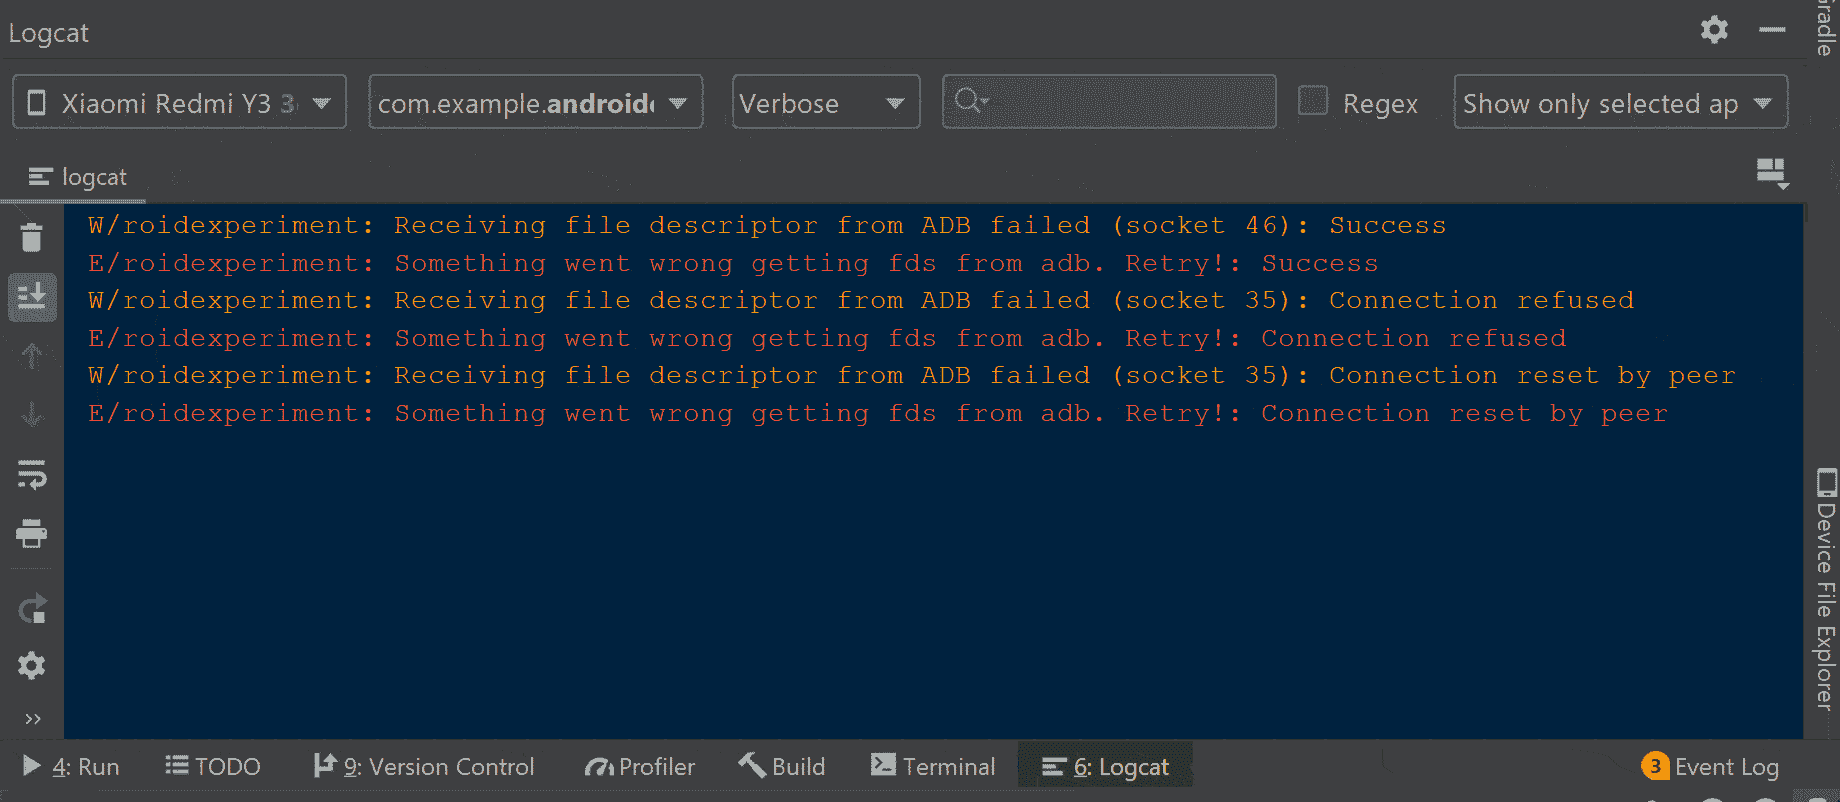 Logcat
Gradle
Xiaomi Redmi Y3
com.example.android
Verbose
Regex
Show only selected ap
logcat
W/roidexperiment: Receiving file descriptor from ADB failed (socket 46): Success
E/roidexperiment: Something went wrong getting fds from adb. Retry!: Success
W/roidexperiment: Receiving file descriptor from ADB failed (socket 35): Connection refused
E/roidexperiment: Something went wrong getting fds from adb. Retry!: Connection refused
W/roidexperiment: Receiving file descriptor from ADB failed (socket 35): Connection reset by peer
E/roidexperiment: Something went wrong getting fds from adb. Retry!: Connection reset by peer
Device File Explorer
4: Run
TODO
9: Version Control
Profiler
Build
Terminal
6: Logcat
3 Event Log